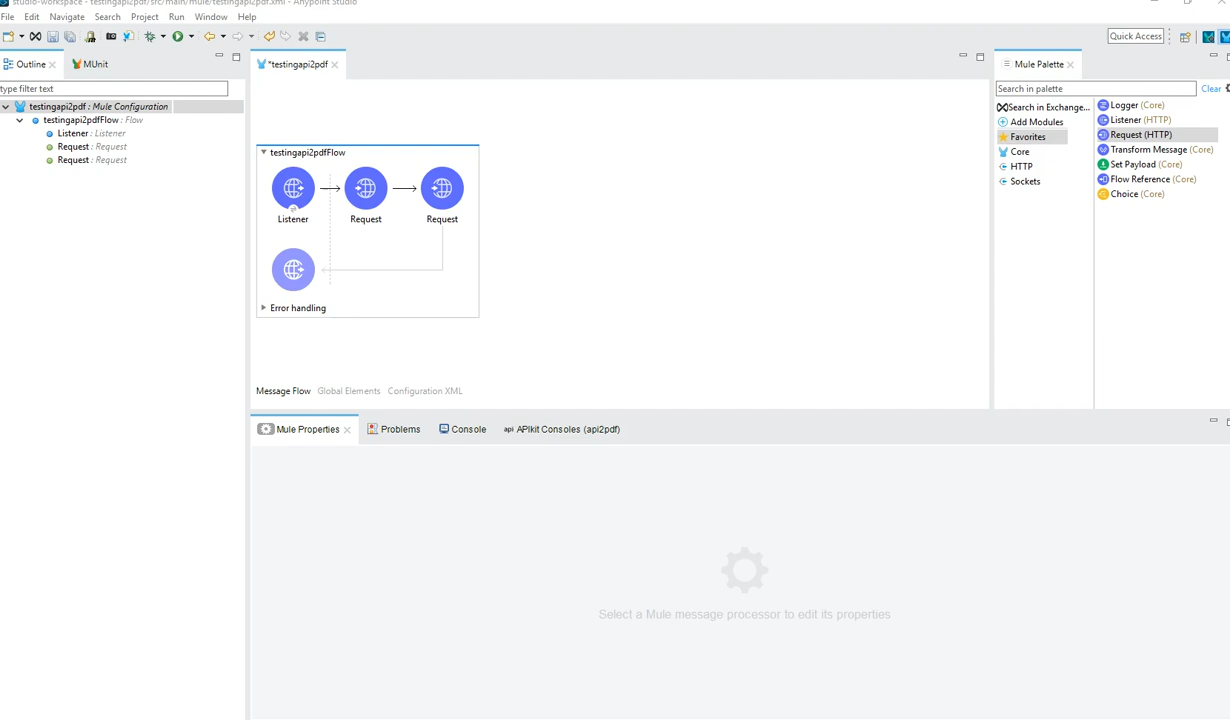 studio-workspace - testingapi2pdf/src/main/mule/testingapi2pdf.xml - Anypoint Studio
File Edit Navigate Search Project Run Window Help
Quick Access
Outline MUnit
*testingapi2pdf
Mule Palette
type filter text
Search in palette Clear
testingapi2pdf : Mule Configuration
testingapi2pdfFlow : Flow
Listener : Listener
Request : Request
Request : Request
testingapi2pdfFlow
Listener Request Request
Error handling
Message Flow Global Elements Configuration XML
Search in Exchange...
Add Modules
Favorites
Core
HTTP
Sockets
Logger (Core)
Listener (HTTP)
Request (HTTP)
Transform Message (Core)
Set Payload (Core)
Flow Reference (Core)
Choice (Core)
Mule Properties Problems Console api APIkit Consoles (api2pdf)
Select a Mule message processor to edit its properties